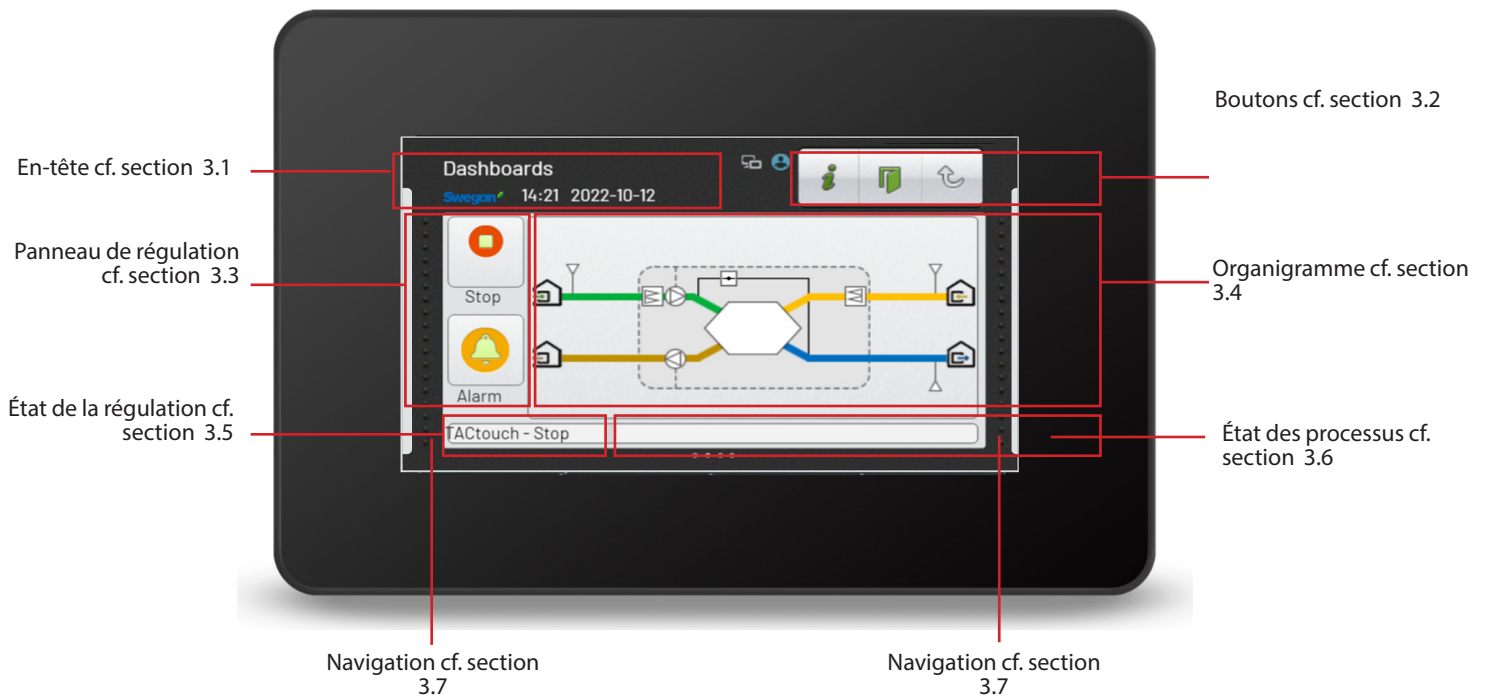 Boutons cf. section 3.2
En-tête cf. section 3.1
Dashboards
Swegon 14:21 2022-10-12
Panneau de régulation
cf. section 3.3
Stop
Organigramme cf. section
3.4
Alarm
État de la régulation cf.
section 3.5
TACtouch - Stop
État des processus cf.
section 3.6
Navigation cf. section
3.7
Navigation cf. section
3.7